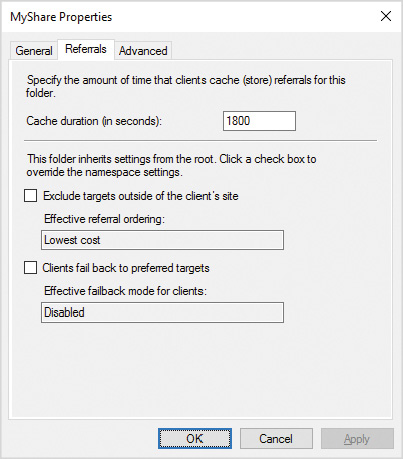 MyShare Properties
General Referrals Advanced
Specify the amount of time that clients cache (store) referrals for this
folder.
Cache duration (in seconds): 1800
This folder inherits settings from the root. Click a check box to
override the namespace settings.
Exclude targets outside of the client's site
Effective referral ordering:
Lowest cost
Clients fail back to preferred targets
Effective failback mode for clients:
Disabled
OK Cancel Apply